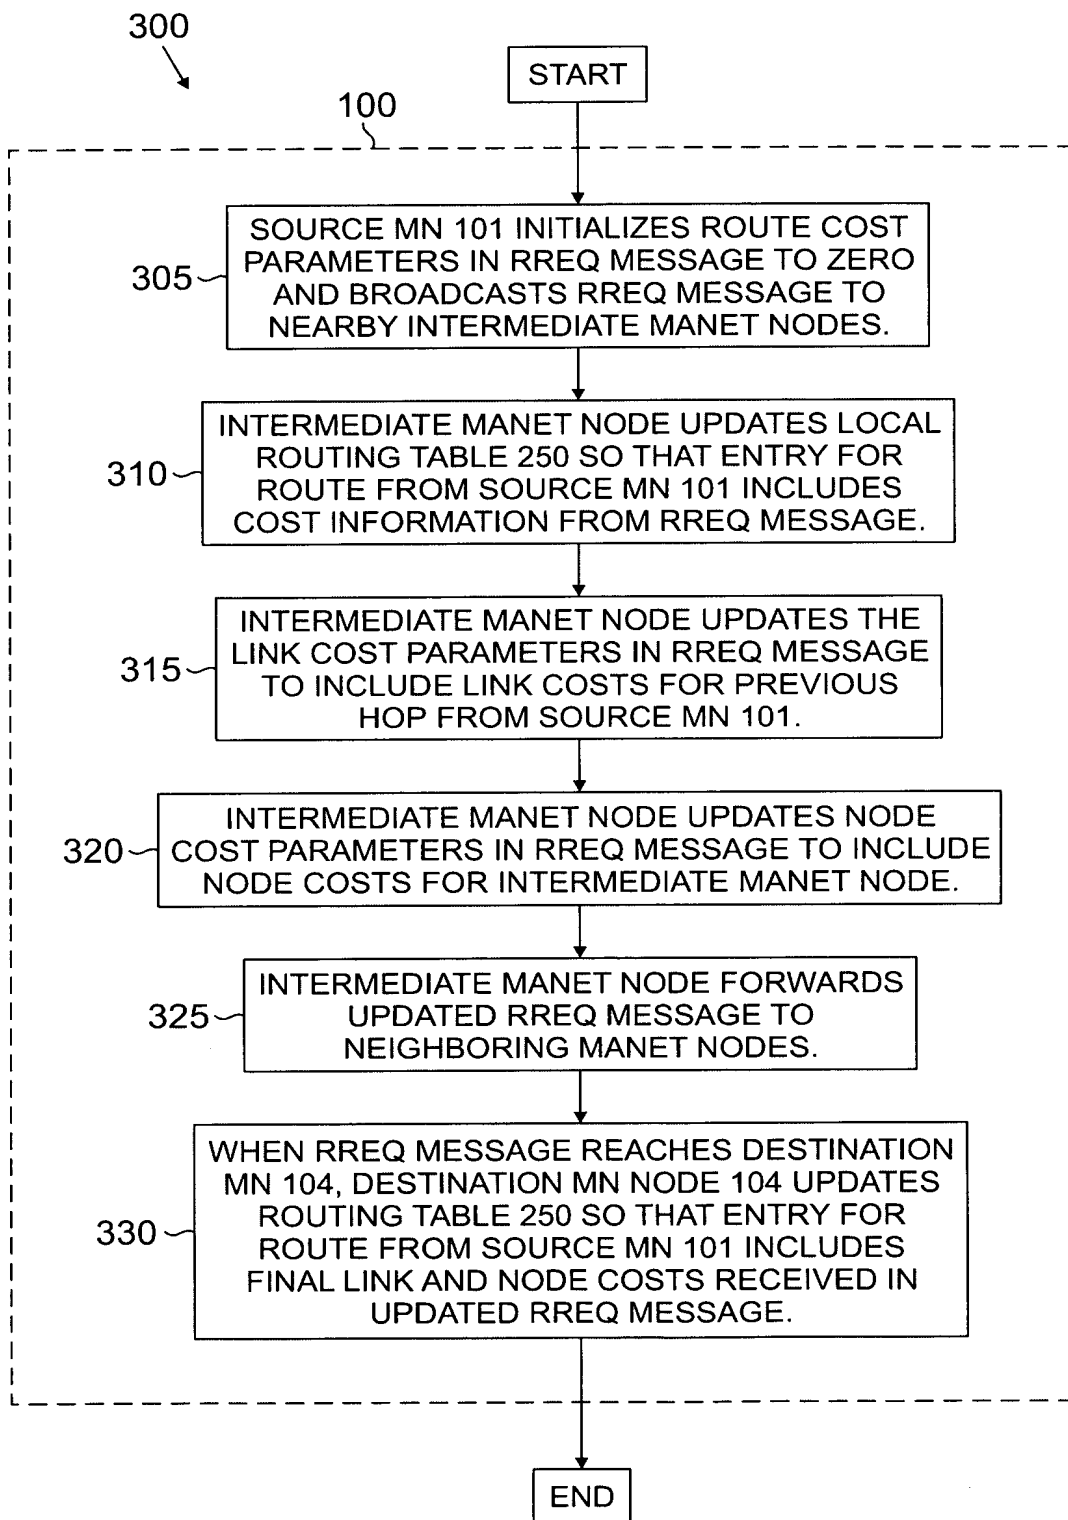 300
START
100
SOURCE MN 101 INITIALIZES ROUTE COST
PARAMETERS IN RREQ MESSAGE TO ZERO
AND BROADCASTS RREQ MESSAGE TO
NEARBY INTERMEDIATE MANET NODES.
305
INTERMEDIATE MANET NODE UPDATES LOCAL
ROUTING TABLE 250 SO THAT ENTRY FOR
ROUTE FROM SOURCE MN 101 INCLUDES
COST INFORMATION FROM RREQ MESSAGE.
310
INTERMEDIATE MANET NODE UPDATES THE
LINK COST PARAMETERS IN RREQ MESSAGE
TO INCLUDE LINK COSTS FOR PREVIOUS
HOP FROM SOURCE MN 101.
315
INTERMEDIATE MANET NODE UPDATES NODE
COST PARAMETERS IN RREQ MESSAGE TO INCLUDE
NODE COSTS FOR INTERMEDIATE MANET NODE.
320
INTERMEDIATE MANET NODE FORWARDS
UPDATED RREQ MESSAGE TO
NEIGHBORING MANET NODES.
325
WHEN RREQ MESSAGE REACHES DESTINATION
MN 104, DESTINATION MN NODE 104 UPDATES
ROUTING TABLE 250 SO THAT ENTRY FOR
ROUTE FROM SOURCE MN 101 INCLUDES
FINAL LINK AND NODE COSTS RECEIVED IN
UPDATED RREQ MESSAGE.
330
END